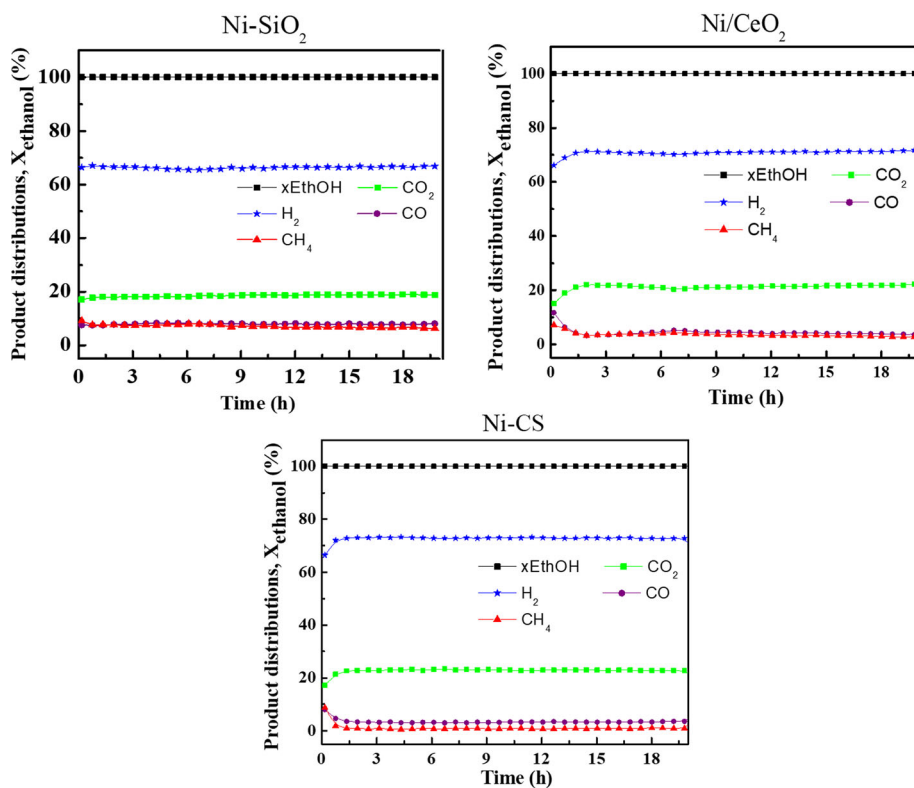 Ni-SiO₂
Product distributions, X_ethanol (%)
100
80
60
40
20
0
xEthOH
CO₂
H₂
CO
CH₄
0 3 6 9 12 15 18
Time (h)
Ni/CeO₂
Product distributions, X_ethanol (%)
100
80
60
40
20
0
xEthOH
CO₂
H₂
CO
CH₄
0 3 6 9 12 15 18
Time (h)
Ni-CS
Product distributions, X_ethanol (%)
100
80
60
40
20
0
xEthOH
CO₂
H₂
CO
CH₄
0 3 6 9 12 15 18
Time (h)